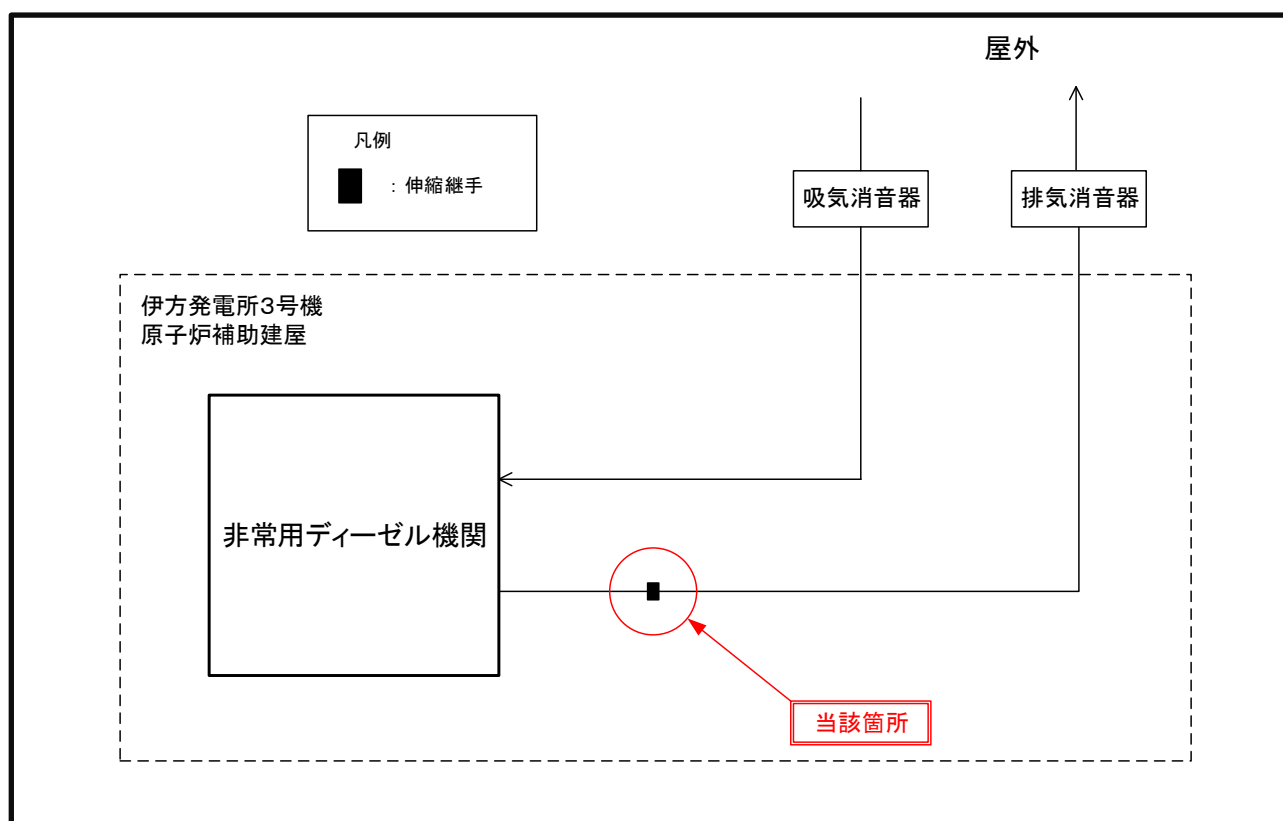 屋外
凡例
：伸縮継手
吸気消音器
排気消音器
伊方発電所3号機
原子炉補助建屋
非常用ディーゼル機関
当該箇所